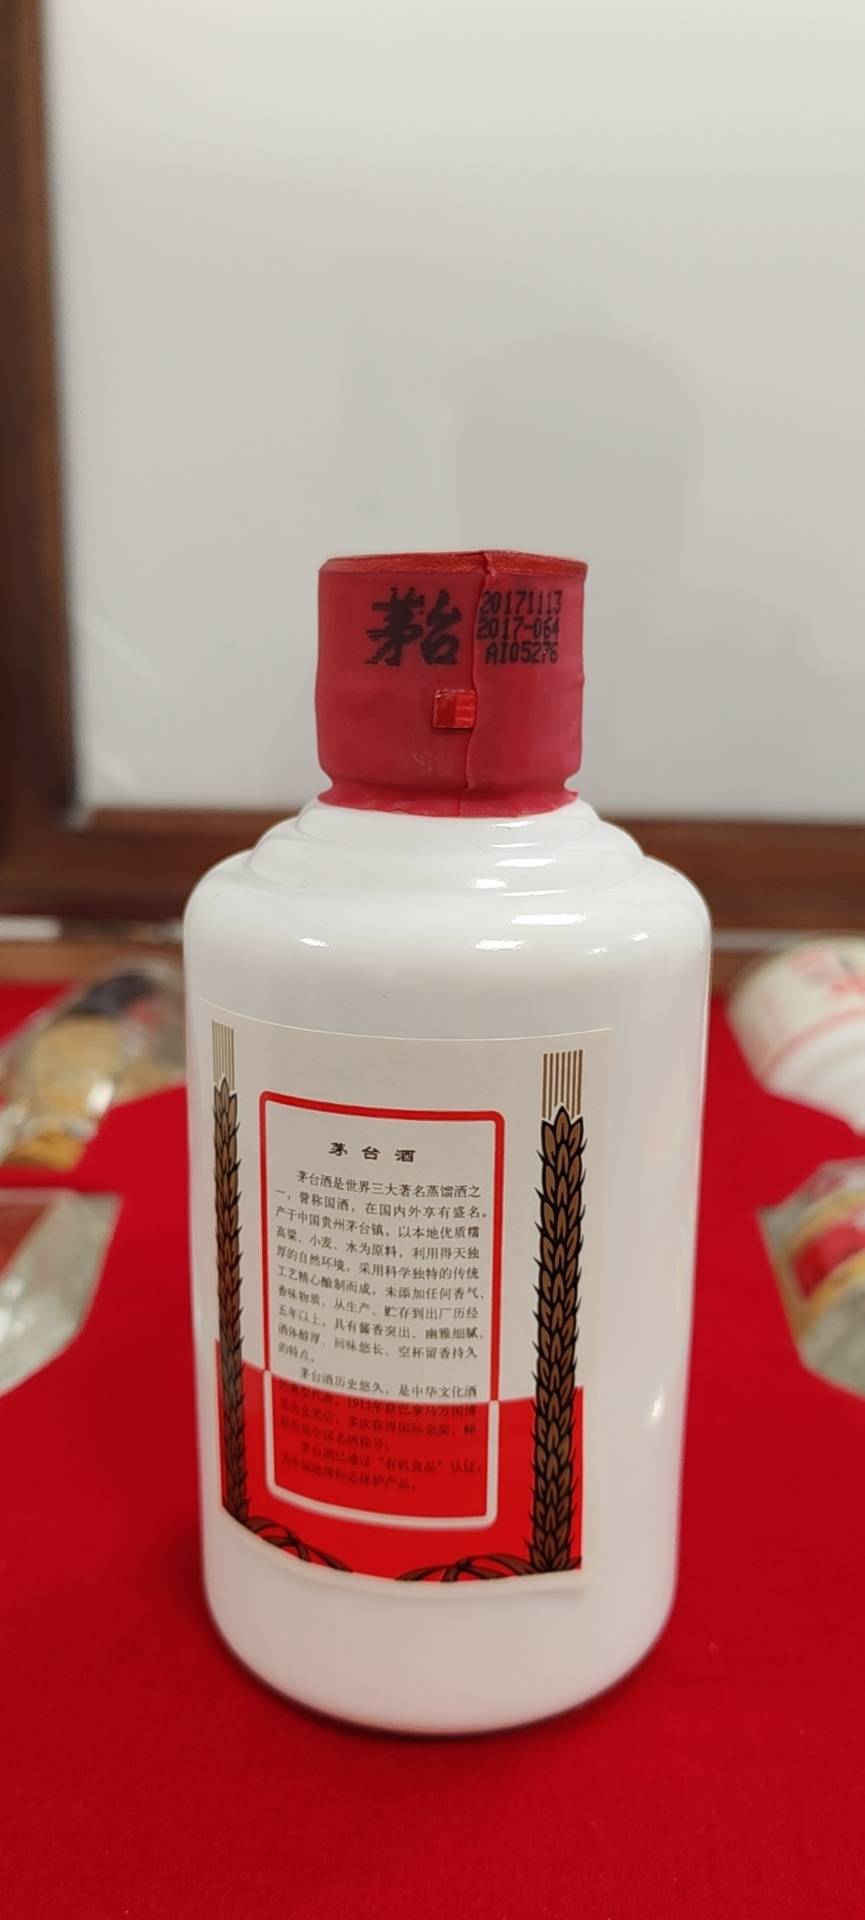 茅台
20171113
2017-064
AI05276
茅台酒
茅台酒是世界三大著名蒸馏酒之
一，誉称国酒，在国内外享有盛名。
产于中国贵州茅台镇，以本地优质糯
高粱、小麦、水为原料，利用得天独
厚的自然环境，采用科学独特的传统
工艺精心酿制而成，未添加任何香气、
香味物质，从生产、贮存到出厂历经
五年以上，具有酱香突出、幽雅细腻、
酒体醇厚、回味悠长、空杯留香持久
的特点。
茅台酒历史悠久，是中华文化酒
的典型代表，1915年获巴拿马万国博
览会金奖后，多次获得国际金奖，蝉
联历届中国名酒称号。
茅台酒已通过“有机食品”认证，
为中国地理标志保护产品。